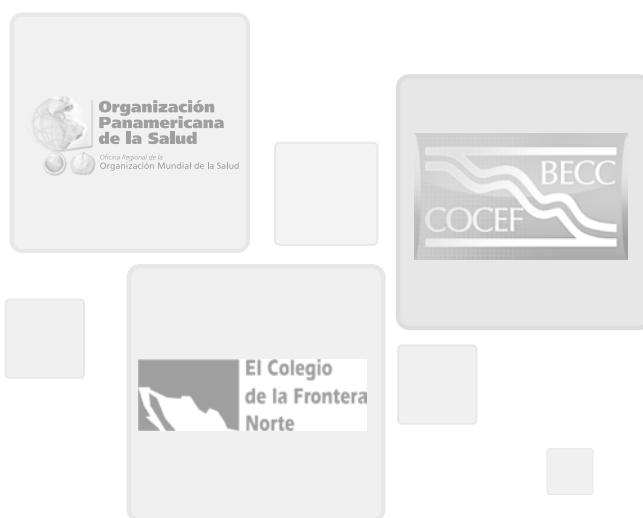 Organización
Panamericana
de la Salud
Oficina Regional de la
Organización Mundial de la Salud
BECC
COCEF
El Colegio
de la Frontera
Norte